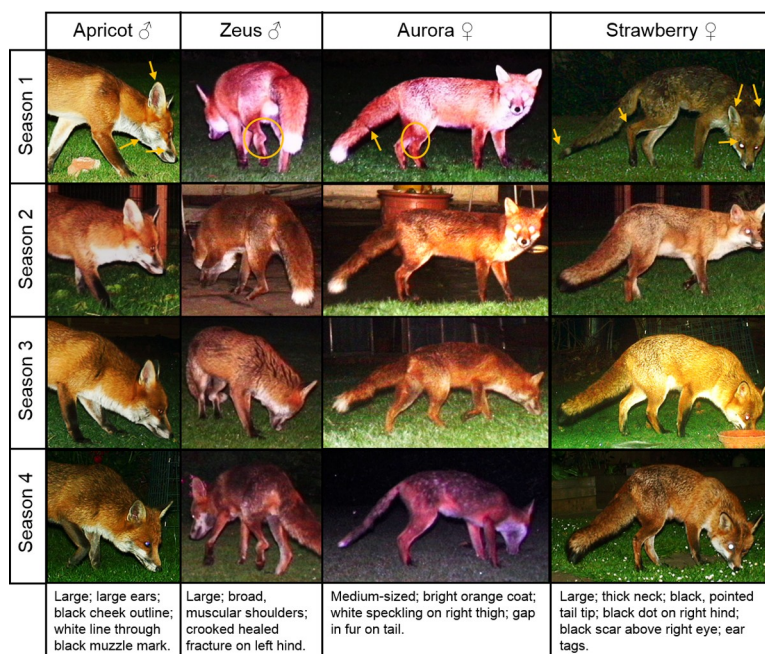 Apricot ♂
Zeus ♂
Aurora ♀
Strawberry ♀
Season 1
Season 2
Season 3
Season 4
Large; large ears;
black cheek outline;
white line through
black muzzle mark.
Large; broad,
muscular shoulders;
crooked healed
fracture on left hind.
Medium-sized; bright orange coat;
white speckling on right thigh; gap
in fur on tail.
Large; thick neck; black, pointed
tail tip; black dot on right hind;
black scar above right eye; ear
tags.